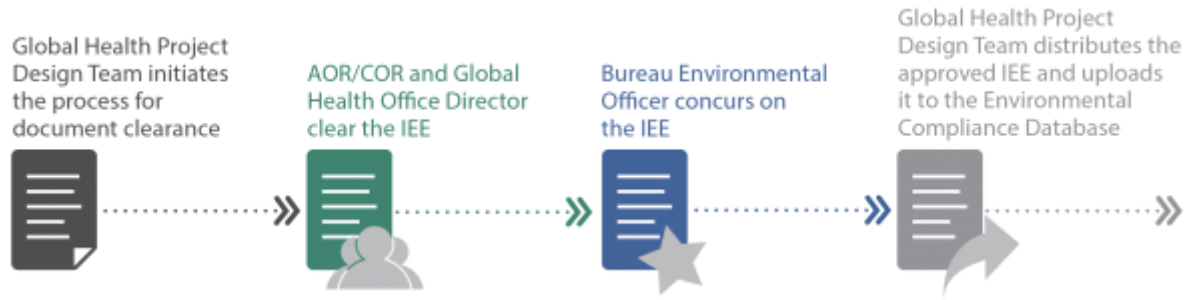 Global Health Project
Design Team initiates
the process for
document clearance
AOR/COR and Global
Health Office Director
clear the IEE
Bureau Environmental
Officer concurs on
the IEE
Global Health Project
Design Team distributes the
approved IEE and uploads
it to the Environmental
Compliance Database